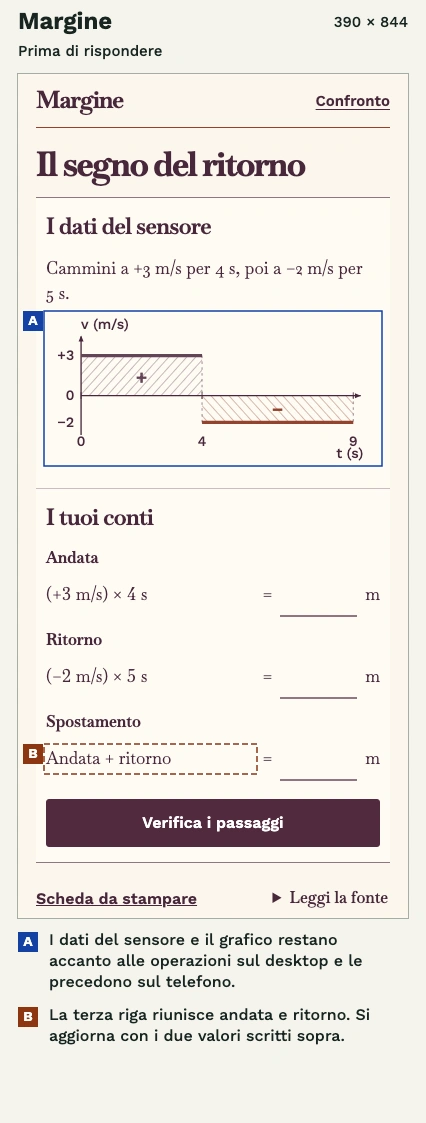 Margine
390 × 844
Prima di rispondere
Margine
Confronto
Il segno del ritorno
I dati del sensore
Cammini a +3 m/s per 4 s, poi a −2 m/s per
5 s.
A
v (m/s)
+3
+
0
−
−2
0
4
9
t (s)
I tuoi conti
Andata
(+3 m/s) × 4 s = m
Ritorno
(−2 m/s) × 5 s = m
Spostamento
B
Andata + ritorno = m
Verifica i passaggi
Scheda da stampare
▶ Leggi la fonte
A
I dati del sensore e il grafico restano
accanto alle operazioni sul desktop e le
precedono sul telefono.
B
La terza riga riunisce andata e ritorno. Si
aggiorna con i due valori scritti sopra.